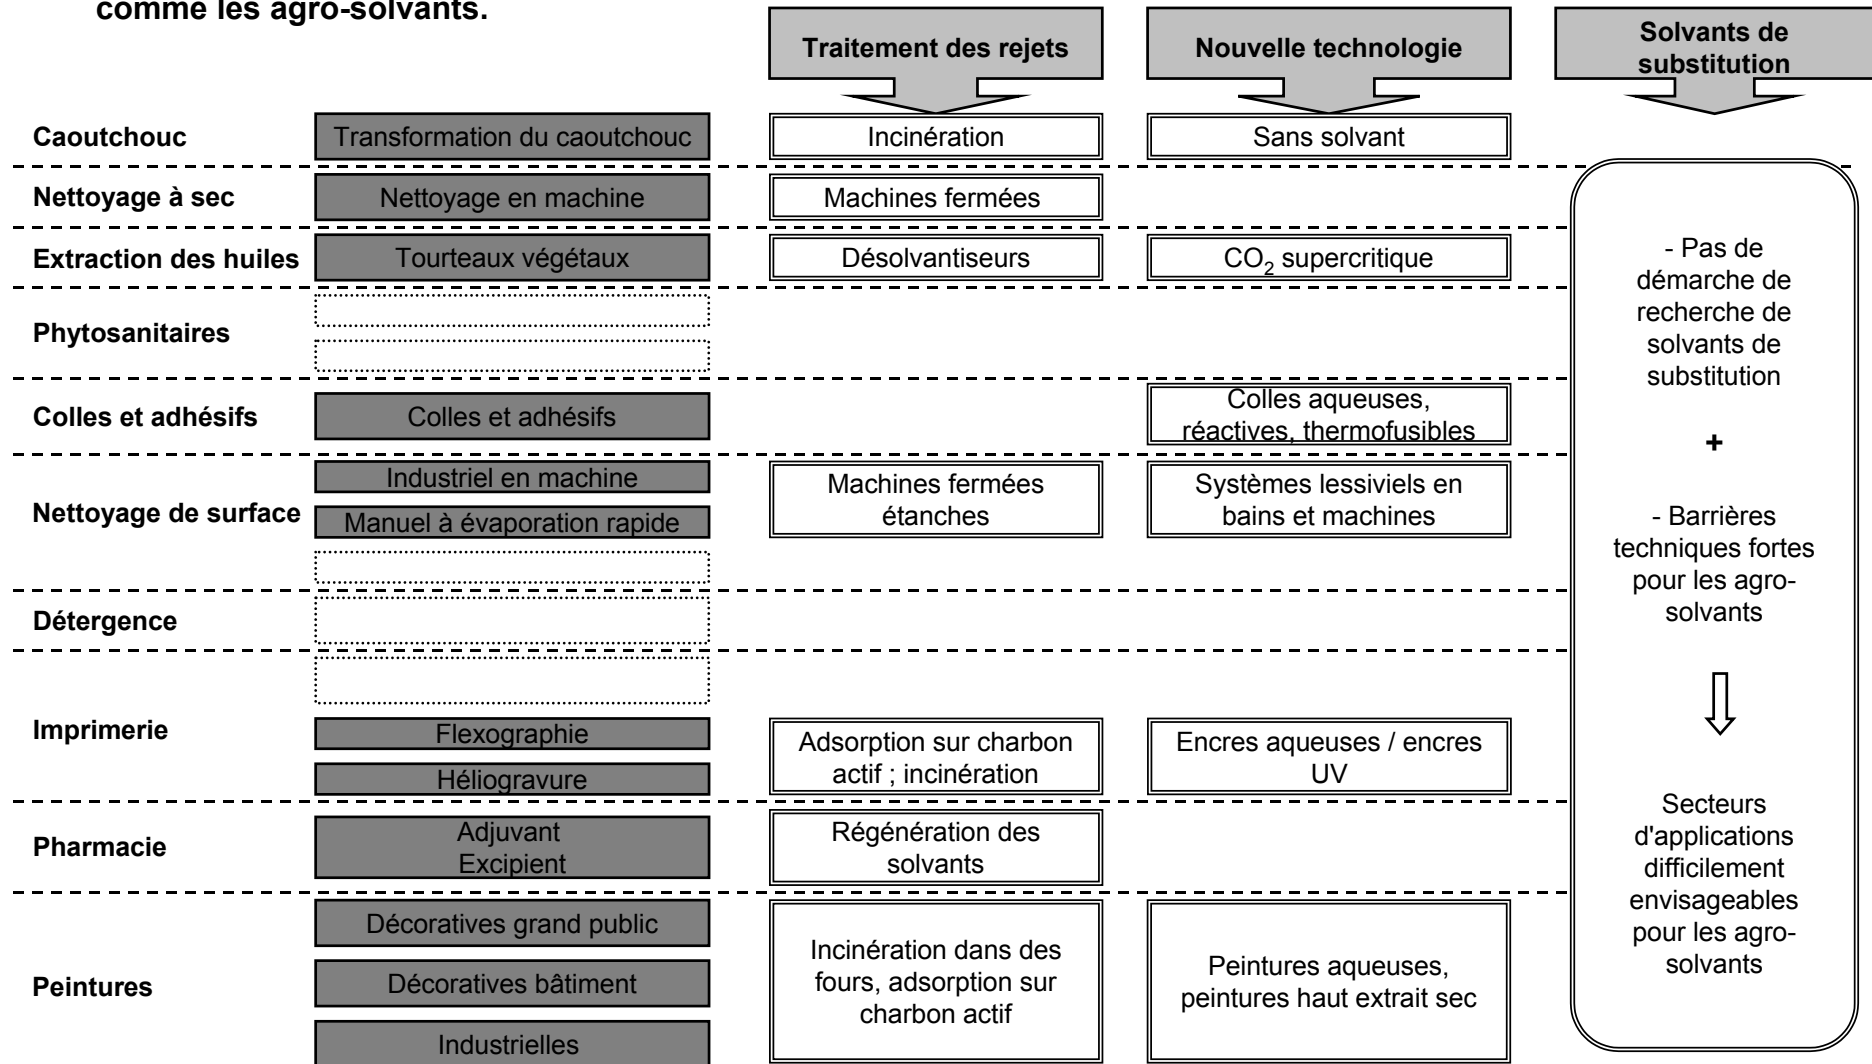 comme les agro-solvants.
Traitement des rejets
Nouvelle technologie
Solvants de
substitution
Caoutchouc
Transformation du caoutchouc
Incinération
Sans solvant
Nettoyage à sec
Nettoyage en machine
Machines fermées
Extraction des huiles
Tourteaux végétaux
Désolvantiseurs
CO₂ supercritique
Phytosanitaires
Colles et adhésifs
Colles et adhésifs
Colles aqueuses,
réactives, thermofusibles
Nettoyage de surface
Industriel en machine
Manuel à évaporation rapide
Machines fermées
étanches
Systèmes lessiviels en
bains et machines
Détergence
Imprimerie
Flexographie
Héliogravure
Adsorption sur charbon
actif ; incinération
Encres aqueuses / encres
UV
Pharmacie
Adjuvant
Excipient
Régénération des
solvants
Peintures
Décoratives grand public
Décoratives bâtiment
Industrielles
Incinération dans des
fours, adsorption sur
charbon actif
Peintures aqueuses,
peintures haut extrait sec
- Pas de
démarche de
recherche de
solvants de
substitution
+
- Barrières
techniques fortes
pour les agro-
solvants
Secteurs
d'applications
difficilement
envisageables
pour les agro-
solvants